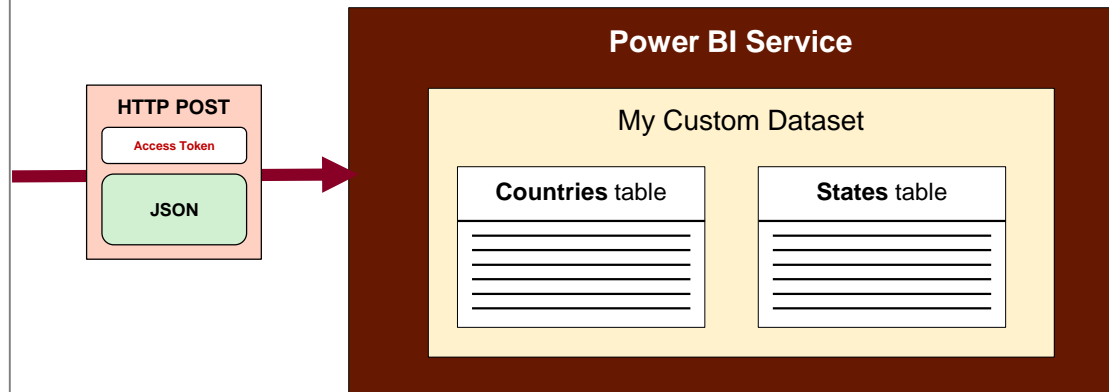 Power BI Service
HTTP POST
Access Token
JSON
My Custom Dataset
Countries table
States table